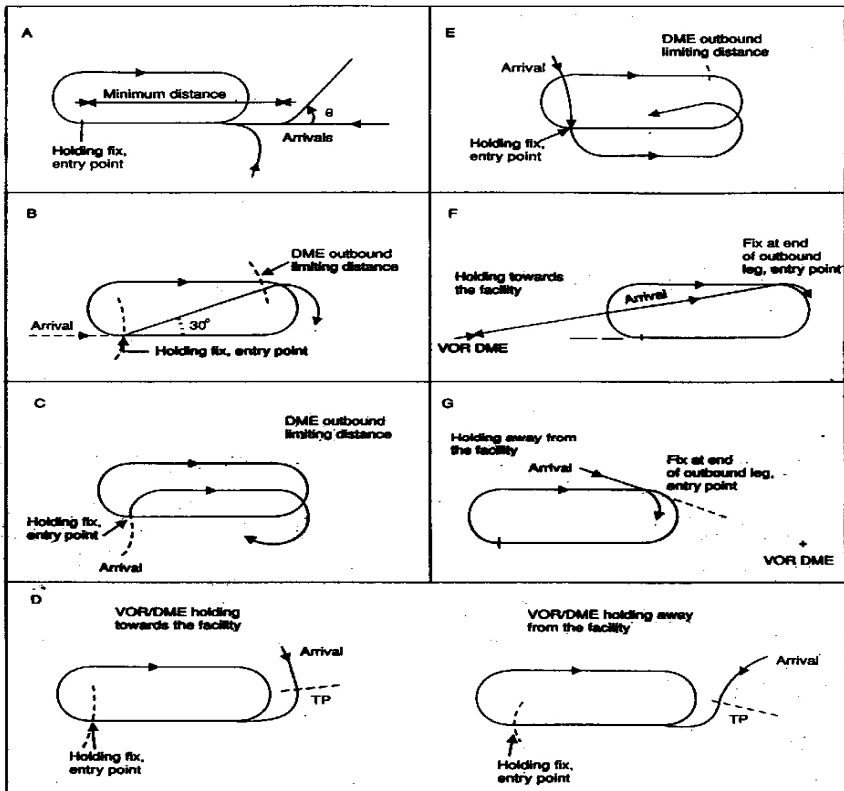 A
Minimum distance
θ
Arrivals
Holding fix,
entry point
E
DME outbound
limiting distance
Arrival
Holding fix,
entry point
B
DME outbound
limiting distance
30°
Arrival
Holding fix, entry point
F
Fix at end
of outbound
leg, entry point
Holding towards
the facility
Arrival
VOR DME
C
DME outbound
limiting distance
Holding fix,
entry point
Arrival
G
Holding away from
the facility
Arrival
Fix at end
of outbound leg,
entry point
VOR DME
D
VOR/DME holding
towards the facility
Arrival
TP
Holding fix,
entry point
VOR/DME holding away
from the facility
Arrival
TP
Holding fix,
entry point